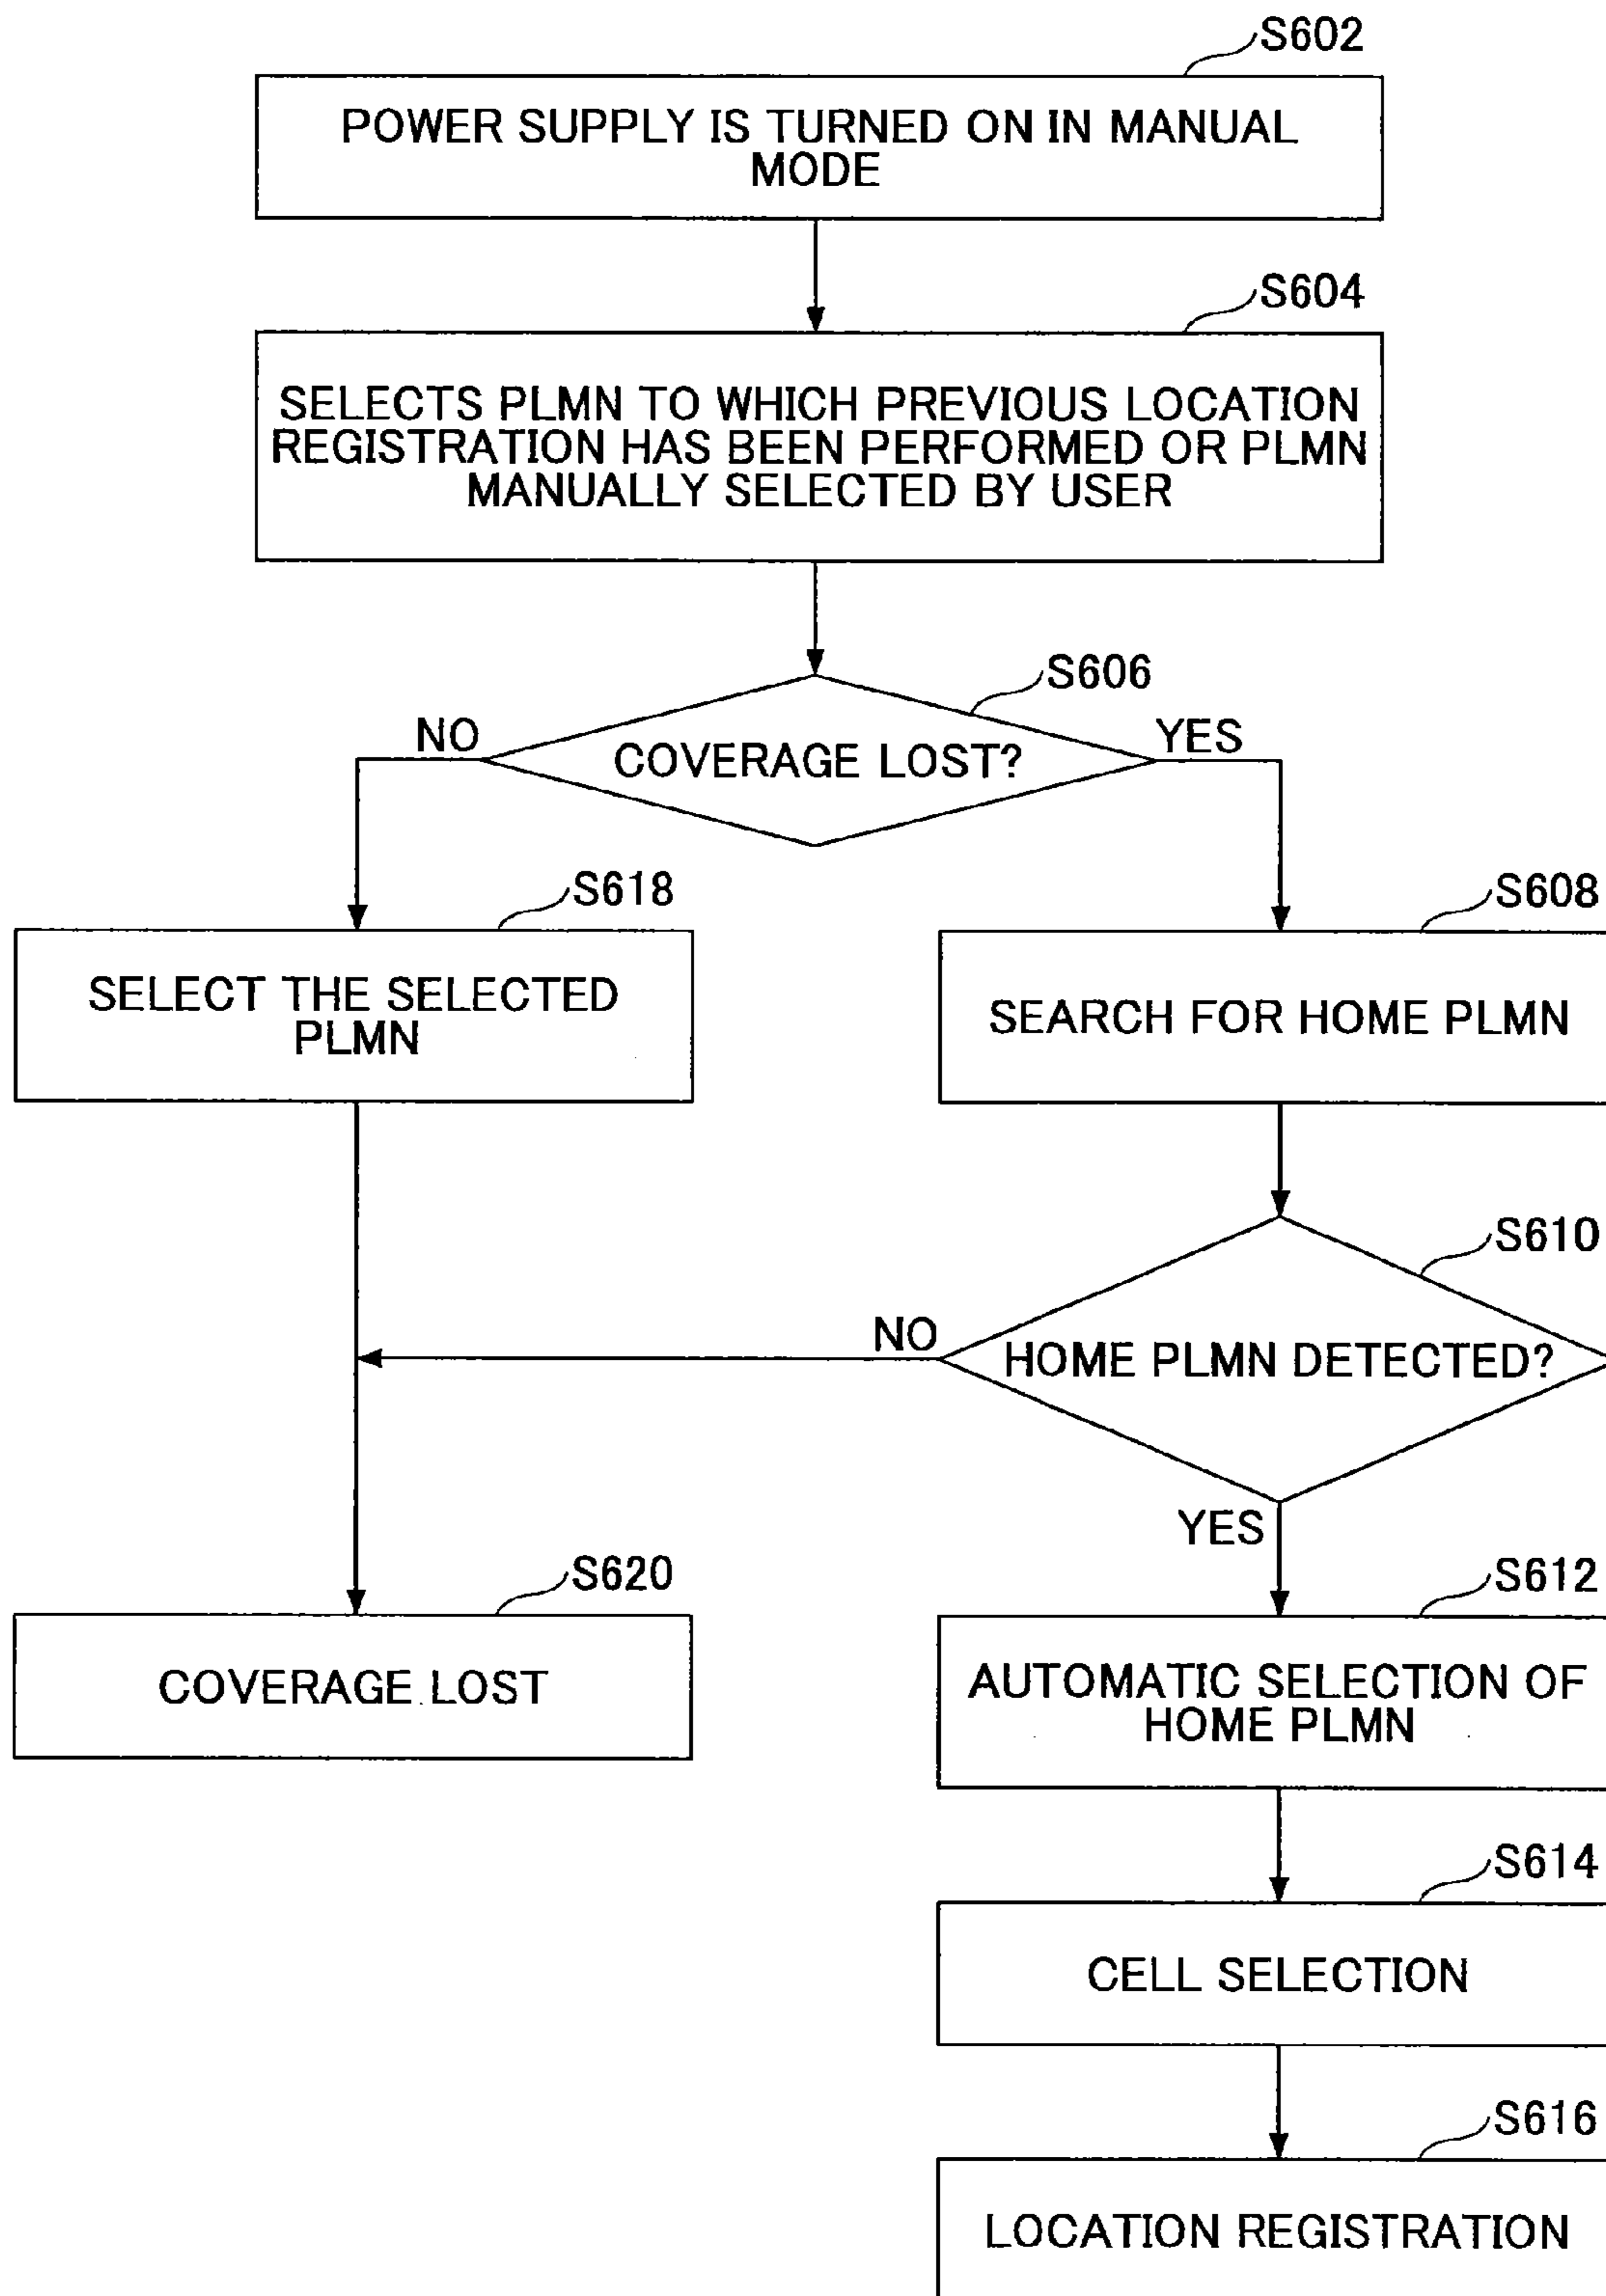 S602
POWER SUPPLY IS TURNED ON IN MANUAL
MODE
S604
SELECTS PLMN TO WHICH PREVIOUS LOCATION
REGISTRATION HAS BEEN PERFORMED OR PLMN
MANUALLY SELECTED BY USER
S606
NO
COVERAGE LOST?
YES
S618
SELECT THE SELECTED
PLMN
S608
SEARCH FOR HOME PLMN
S610
NO
HOME PLMN DETECTED?
YES
S620
COVERAGE LOST
S612
AUTOMATIC SELECTION OF
HOME PLMN
S614
CELL SELECTION
S616
LOCATION REGISTRATION